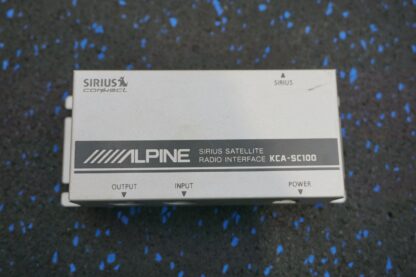 SIRIUS
connect
SIRIUS
ALPINE
SIRIUS SATELLITE
RADIO INTERFACE KCA-SC100
OUTPUT
INPUT
POWER